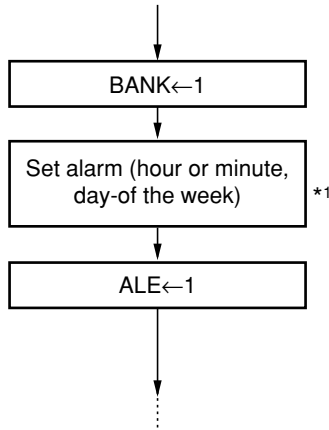 BANK←1
Set alarm (hour or minute,
day-of the week)
*1
ALE←1